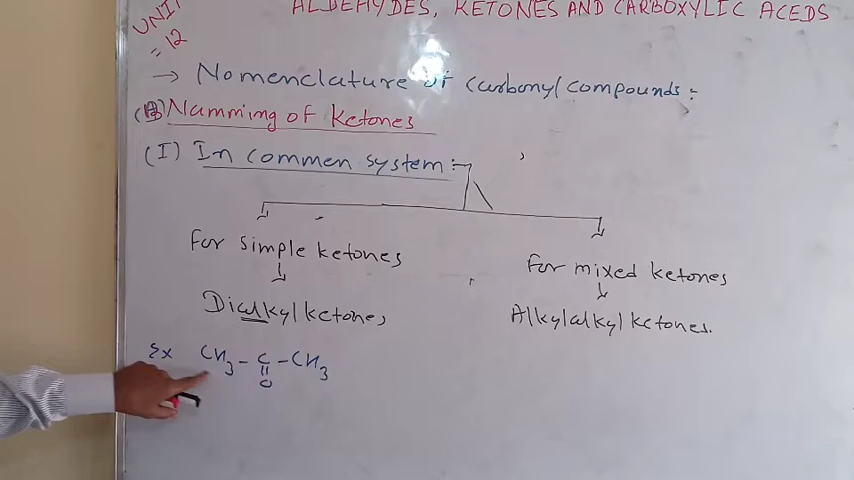 UNIT = 12
ALDEHYDES, KETONES AND CARBOXYLIC ACEDS
→ Nomenclature of carbonyl compounds:-
(B) Namming of Ketones
(I) In commen system:-
For simple ketones
For mixed ketones
Dialkyl ketones
Alkylalkyl ketones.
Ex CH3-C-CH3
O